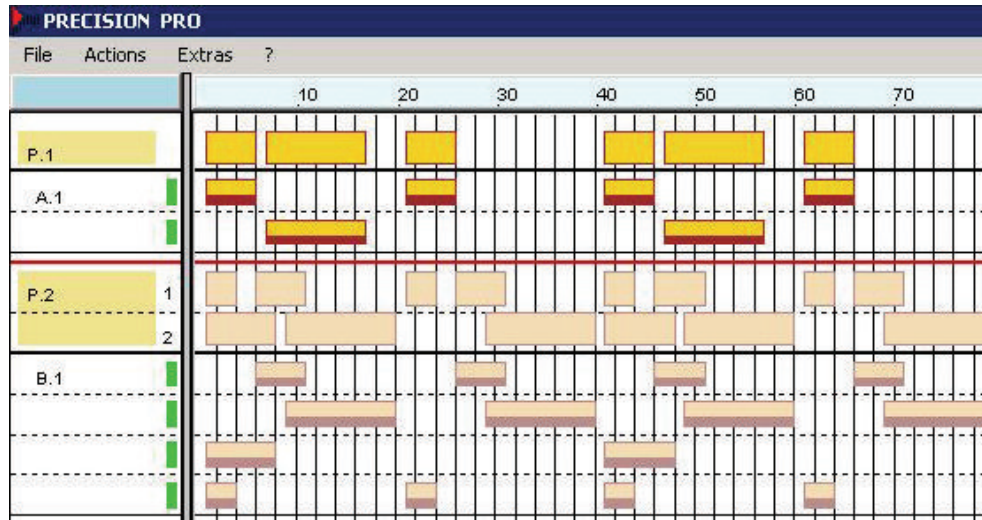 PRECISION PRO
File Actions Extras ?
10 20 30 40 50 60 70
P.1
A.1
P.2 1
2
B.1